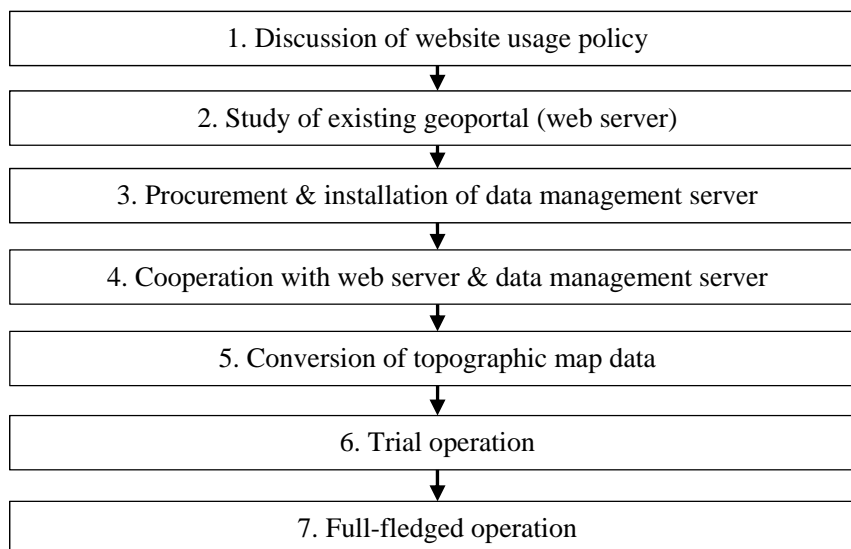 1. Discussion of website usage policy
2. Study of existing geoportal (web server)
3. Procurement & installation of data management server
4. Cooperation with web server & data management server
5. Conversion of topographic map data
6. Trial operation
7. Full-fledged operation